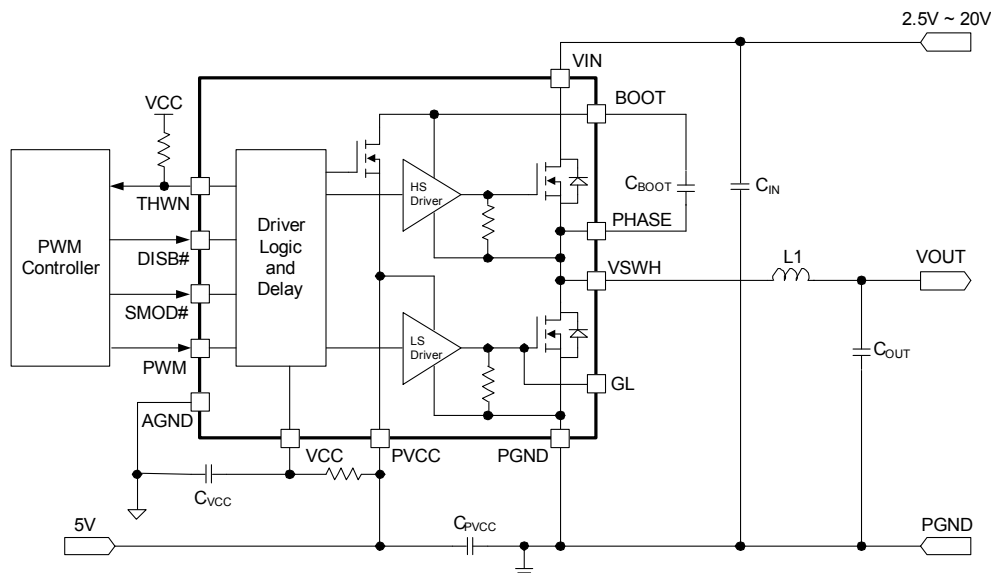 2.5V ~ 20V
VIN
BOOT
VCC
THWN
DISB#
SMOD#
PWM
AGND
PWM
Controller
Driver
Logic
and
Delay
HS
Driver
LS
Driver
CBOOT
CIN
PHASE
VSWH
L1
VOUT
COUT
GL
VCC
PVCC
PGND
CVCC
5V
CPVCC
PGND